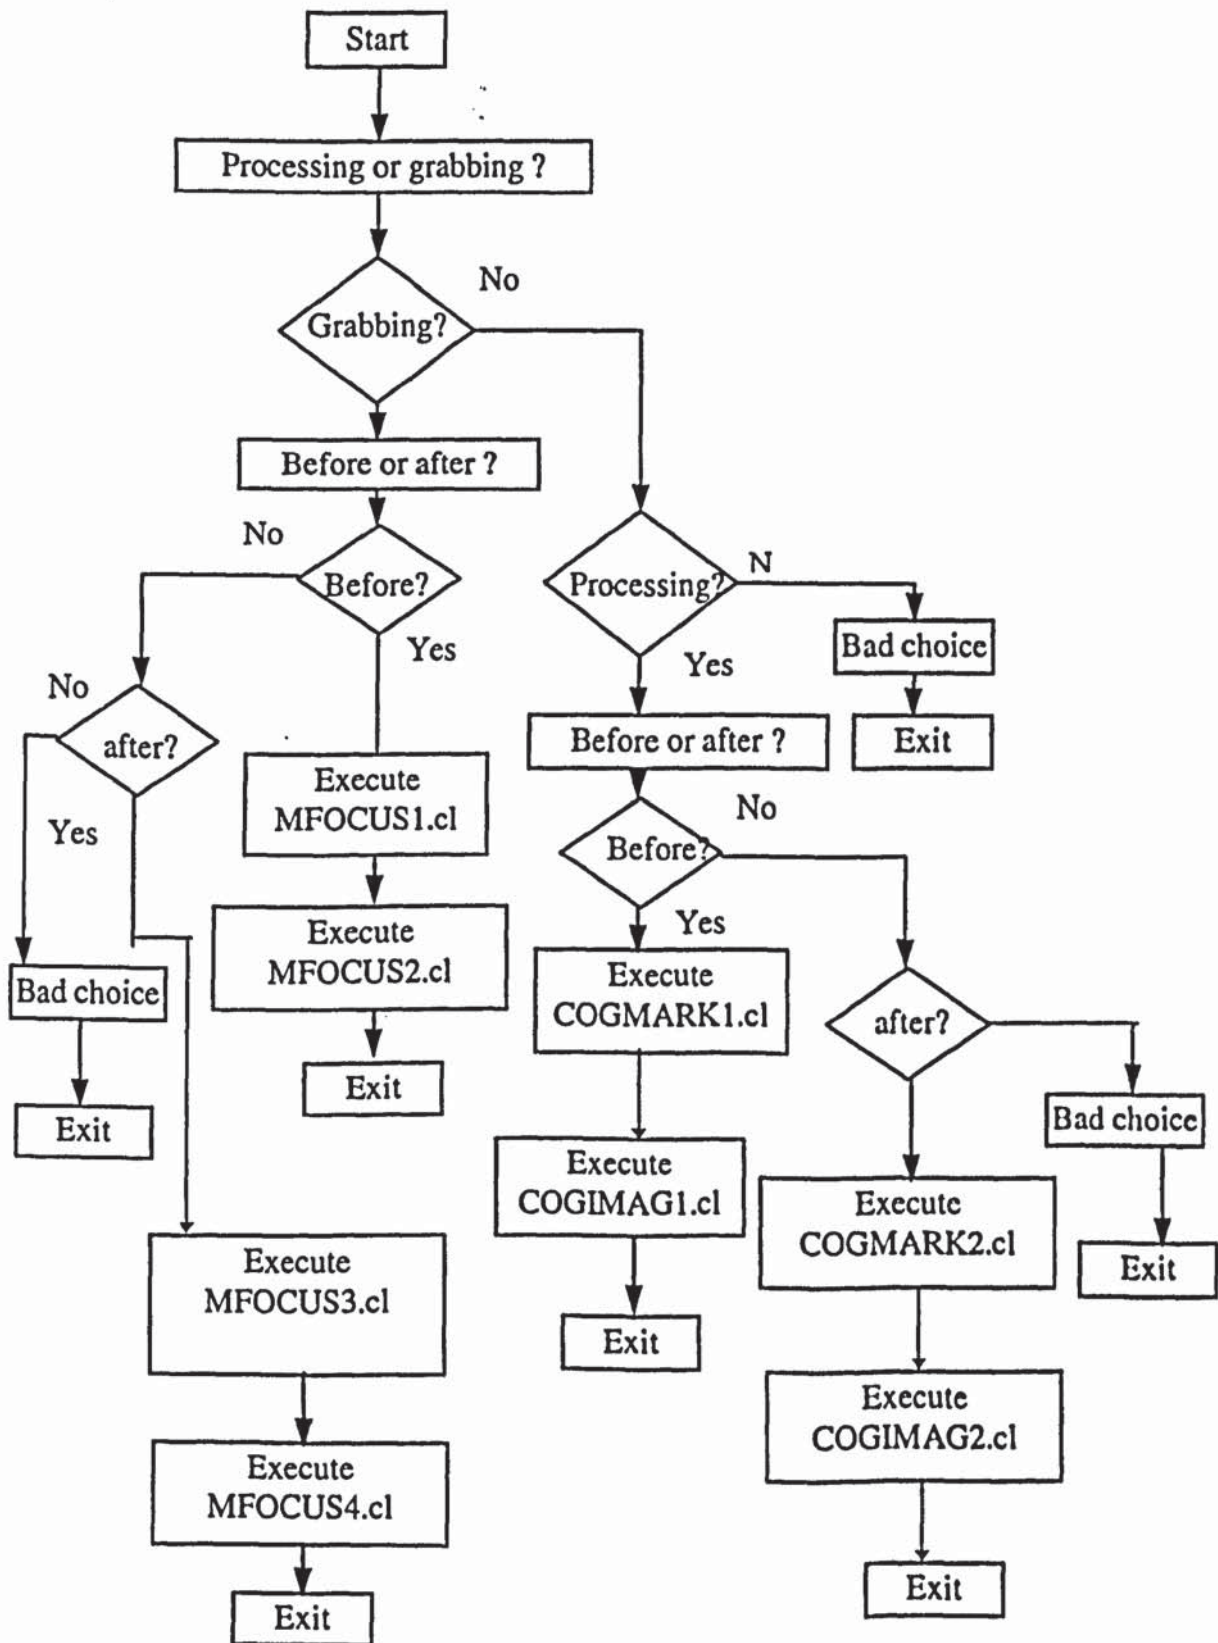 Start
Processing or grabbing ?
No
Grabbing?
Before or after ?
No
Before?
Yes
No
after?
Yes
Execute
MFOCUS1.cl
Execute
MFOCUS2.cl
Exit
Bad choice
Exit
Execute
MFOCUS3.cl
Execute
MFOCUS4.cl
Exit
Processing?
N
Bad choice
Exit
Yes
Before or after ?
No
Before?
Yes
Execute
COGMARK1.cl
Execute
COGIMAG1.cl
Exit
after?
Bad choice
Exit
Execute
COGMARK2.cl
Execute
COGIMAG2.cl
Exit